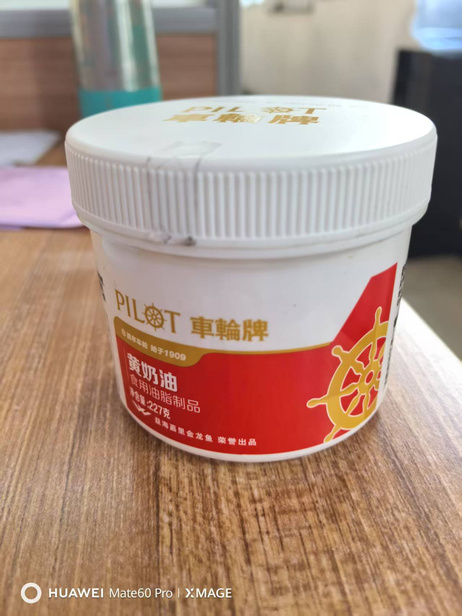 PILOT
車輪牌
PILOT 車輪牌
始于1909
黄奶油
食用油脂制品
净含量:227克
益海嘉里金龙鱼 荣誉出品
HUAWEI Mate60 Pro | XMAGE